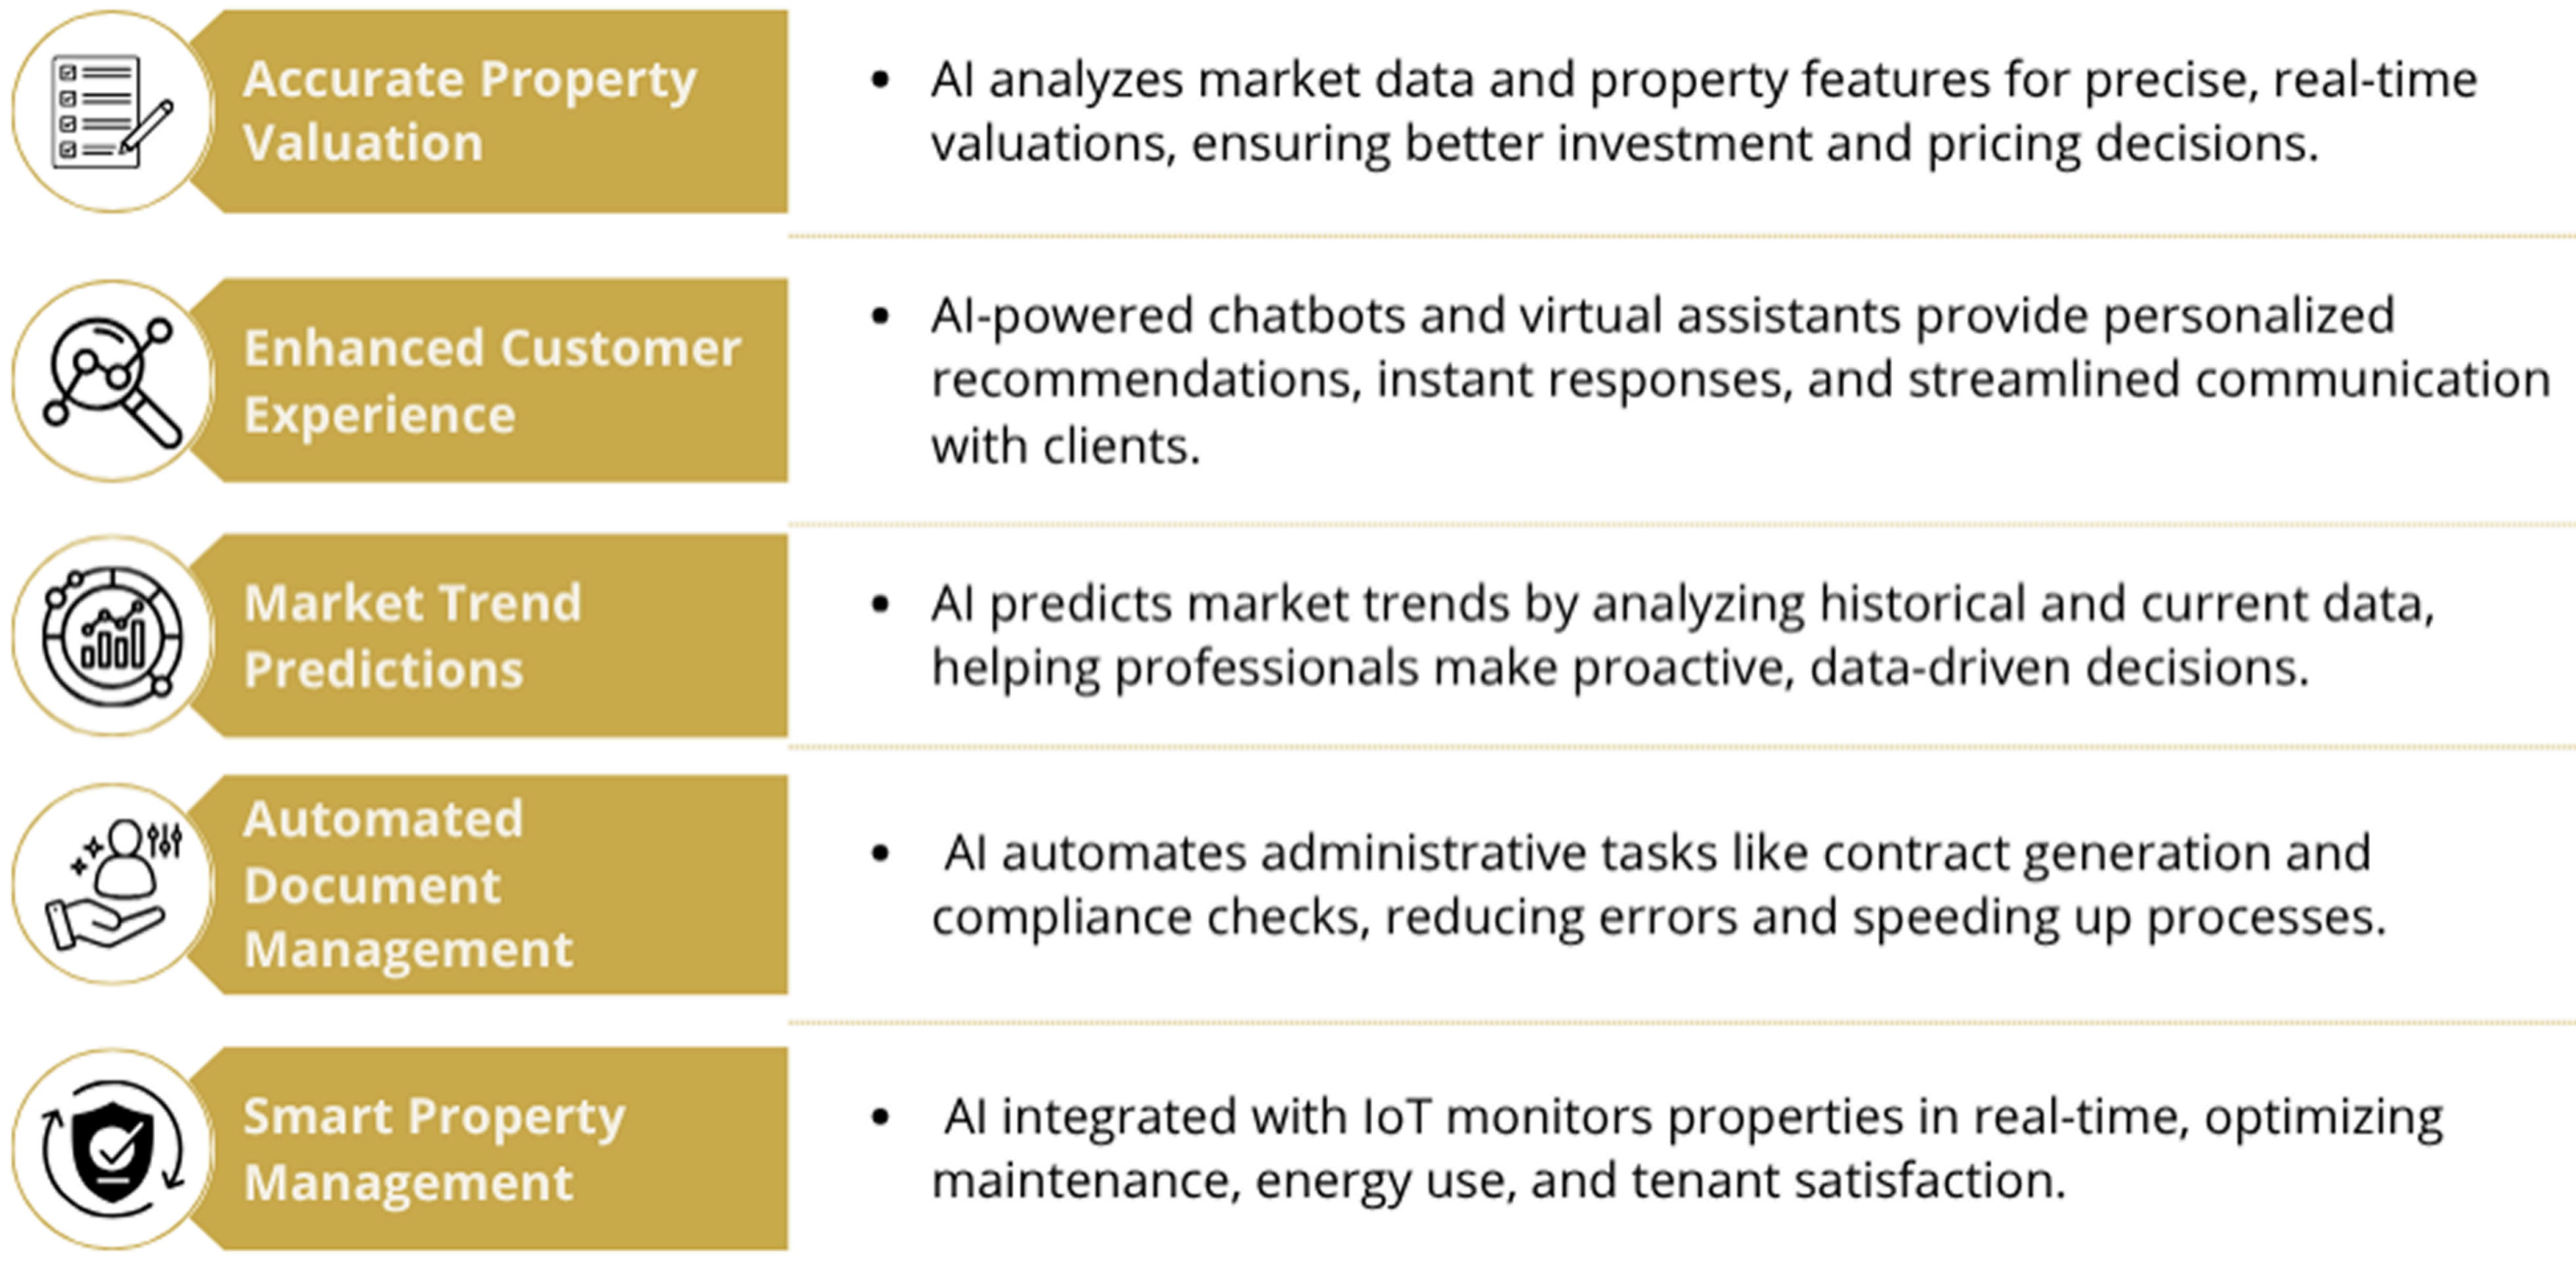 Accurate Property
Valuation
• AI analyzes market data and property features for precise, real-time
valuations, ensuring better investment and pricing decisions.
Enhanced Customer
Experience
• AI-powered chatbots and virtual assistants provide personalized
recommendations, instant responses, and streamlined communication
with clients.
Market Trend
Predictions
• AI predicts market trends by analyzing historical and current data,
helping professionals make proactive, data-driven decisions.
Automated
Document
Management
• AI automates administrative tasks like contract generation and
compliance checks, reducing errors and speeding up processes.
Smart Property
Management
• AI integrated with IoT monitors properties in real-time, optimizing
maintenance, energy use, and tenant satisfaction.